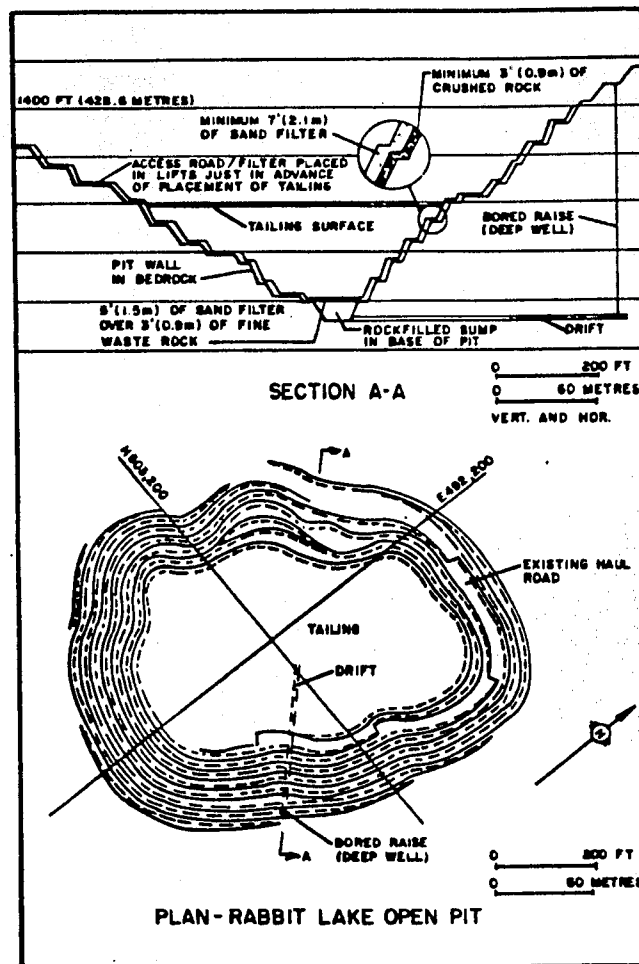 MINIMUM 3' (0.9m) OF
CRUSHED ROCK
1400 FT (428.6 METRES)
MINIMUM 7' (2.1m)
OF SAND FILTER
ACCESS ROAD/FILTER PLACED
IN LIFTS JUST IN ADVANCE
OF PLACEMENT OF TAILING
TAILING SURFACE
BORED RAISE
(DEEP WELL)
PIT WALL
IN BEDROCK
5' (1.5m) OF SAND FILTER
OVER 3' (0.9m) OF FINE
WASTE ROCK
ROCKFILLED SUMP
IN BASE OF PIT
DRIFT
SECTION A-A
0 200 FT
0 60 METRES
VERT. AND HOR.
A
E492,200
EXISTING HAUL
ROAD
TAILING
DRIFT
BORED RAISE
(DEEP WELL)
A
0 200 FT
0 60 METRES
PLAN-RABBIT LAKE OPEN PIT